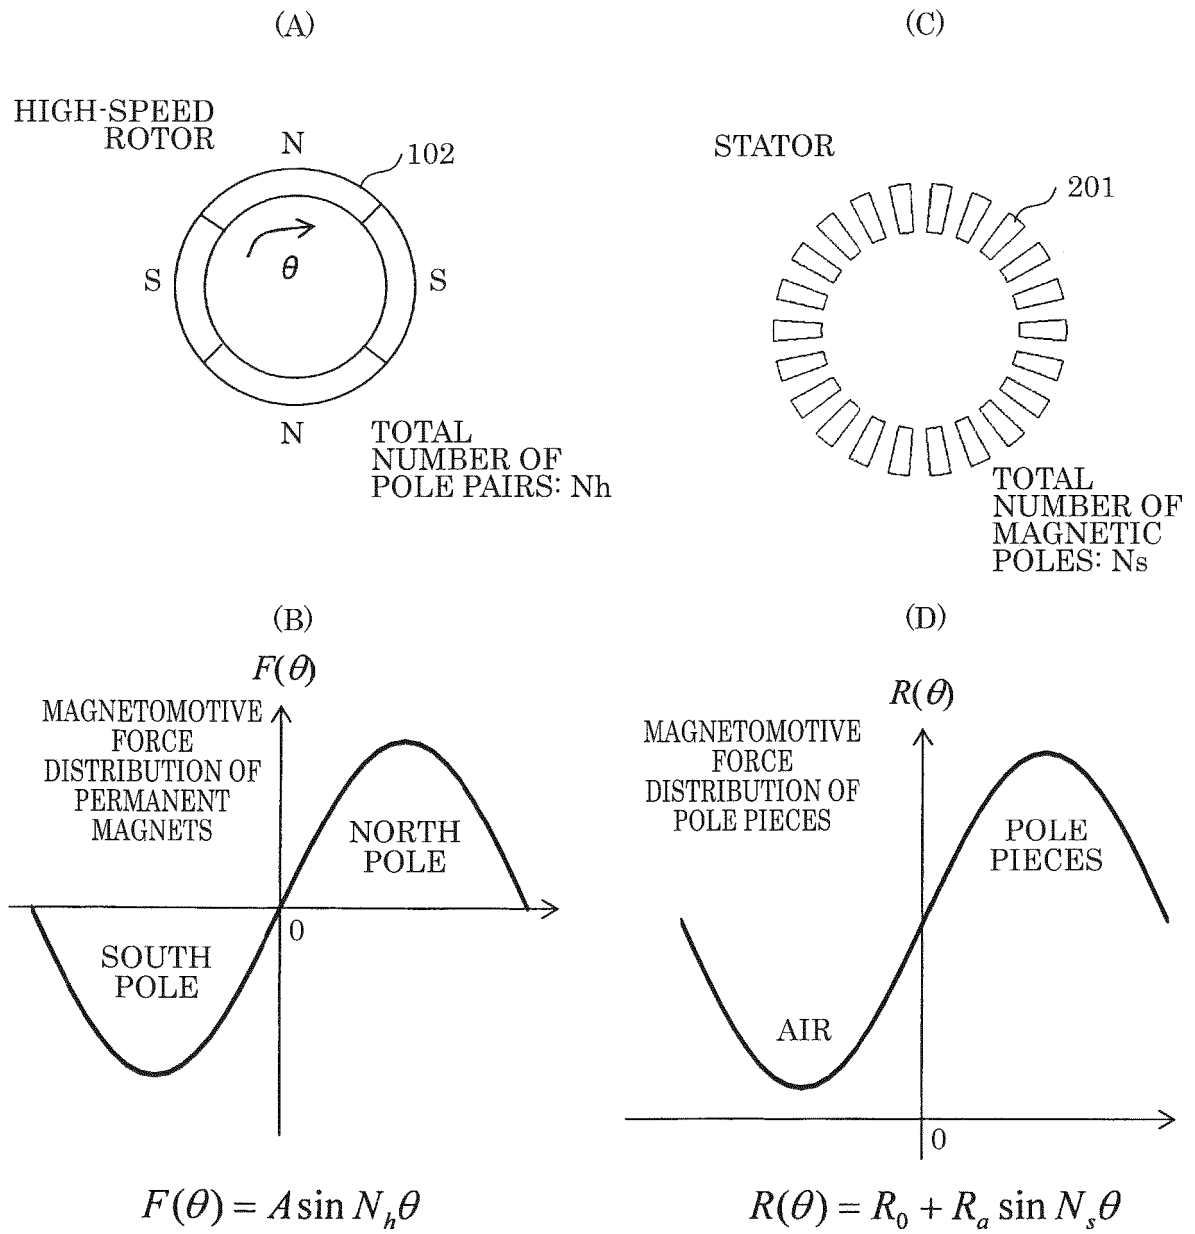 (A)
HIGH-SPEED
ROTOR
N
102
S
θ
S
N
TOTAL
NUMBER OF
POLE PAIRS: Nh
(C)
STATOR
201
TOTAL
NUMBER OF
MAGNETIC
POLES: Ns
(B)
F(θ)
MAGNETOMOTIVE
FORCE
DISTRIBUTION OF
PERMANENT
MAGNETS
NORTH
POLE
0
SOUTH
POLE
F(θ) = A sin N_h θ
(D)
R(θ)
MAGNETOMOTIVE
FORCE
DISTRIBUTION OF
POLE PIECES
POLE
PIECES
AIR
0
R(θ) = R_0 + R_a sin N_s θ